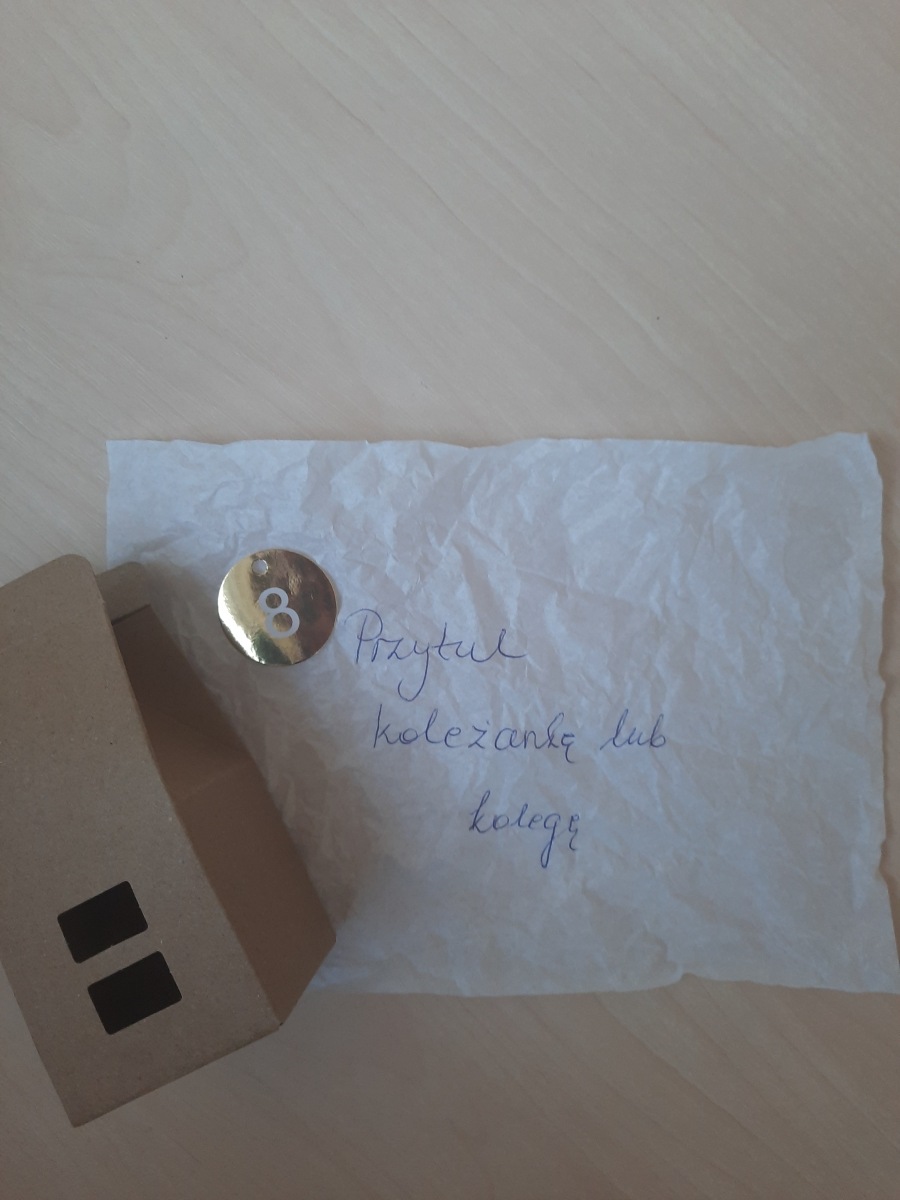 8
Przytul
koleżankę lub
kolegę